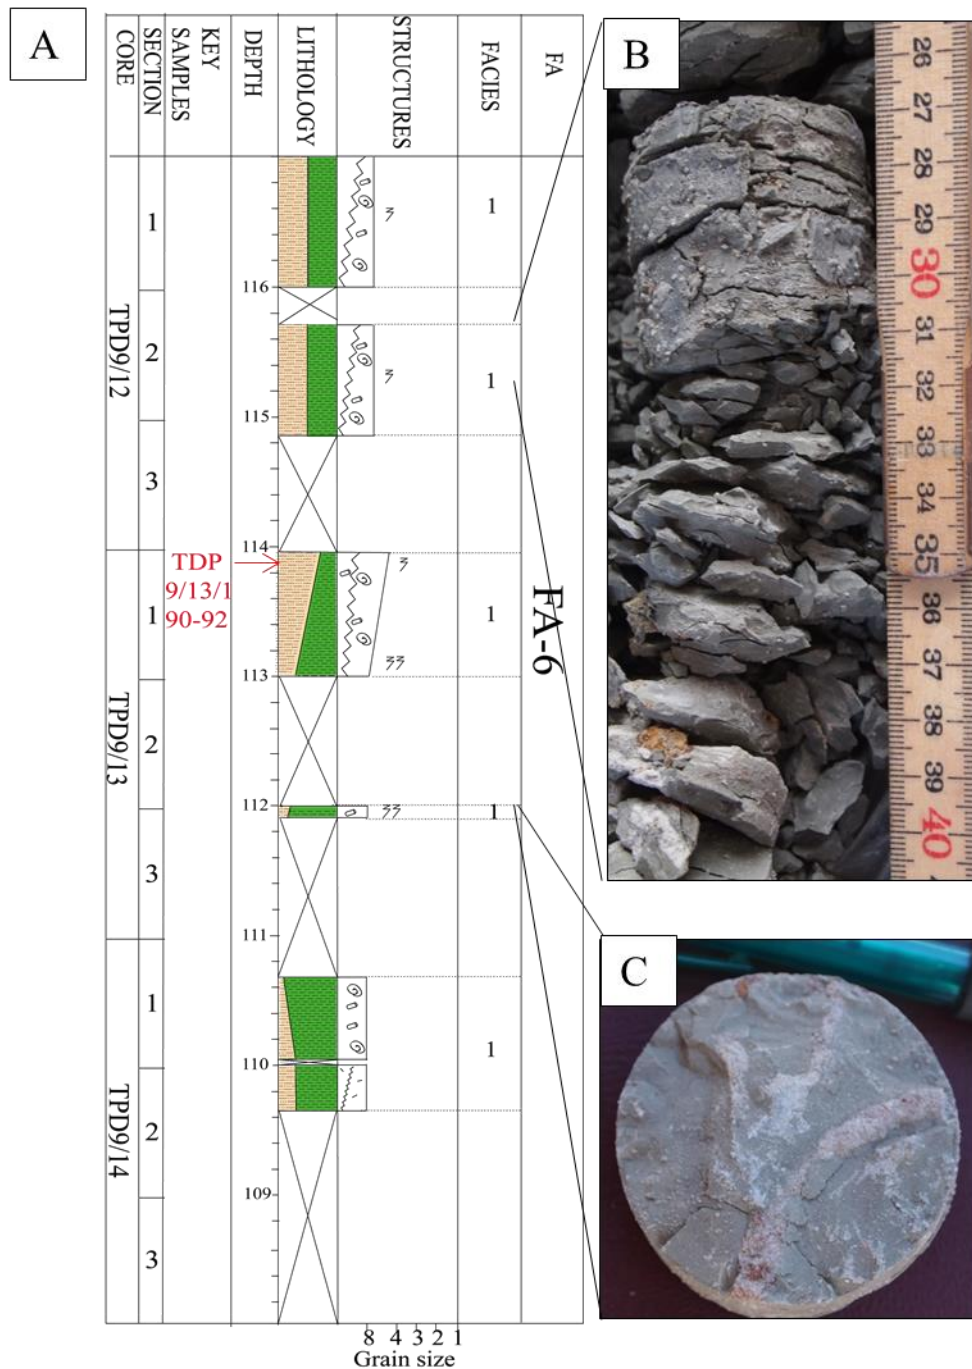 A
CORE
SECTION
KEY
SAMPLES
DEPTH
LITHOLOGY
STRUCTURES
FACIES
FA
TPD9/12
1
2
3
TPD9/13
1
2
3
TPD9/14
1
2
3
TDP
9/13/1
90-92
116
115
114
113
112
111
110
109
1
1
1
1
1
FA-6
8 4 3 2 1
Grain size
B
26
27
28
29
30
31
32
33
34
35
36
37
38
39
40
C